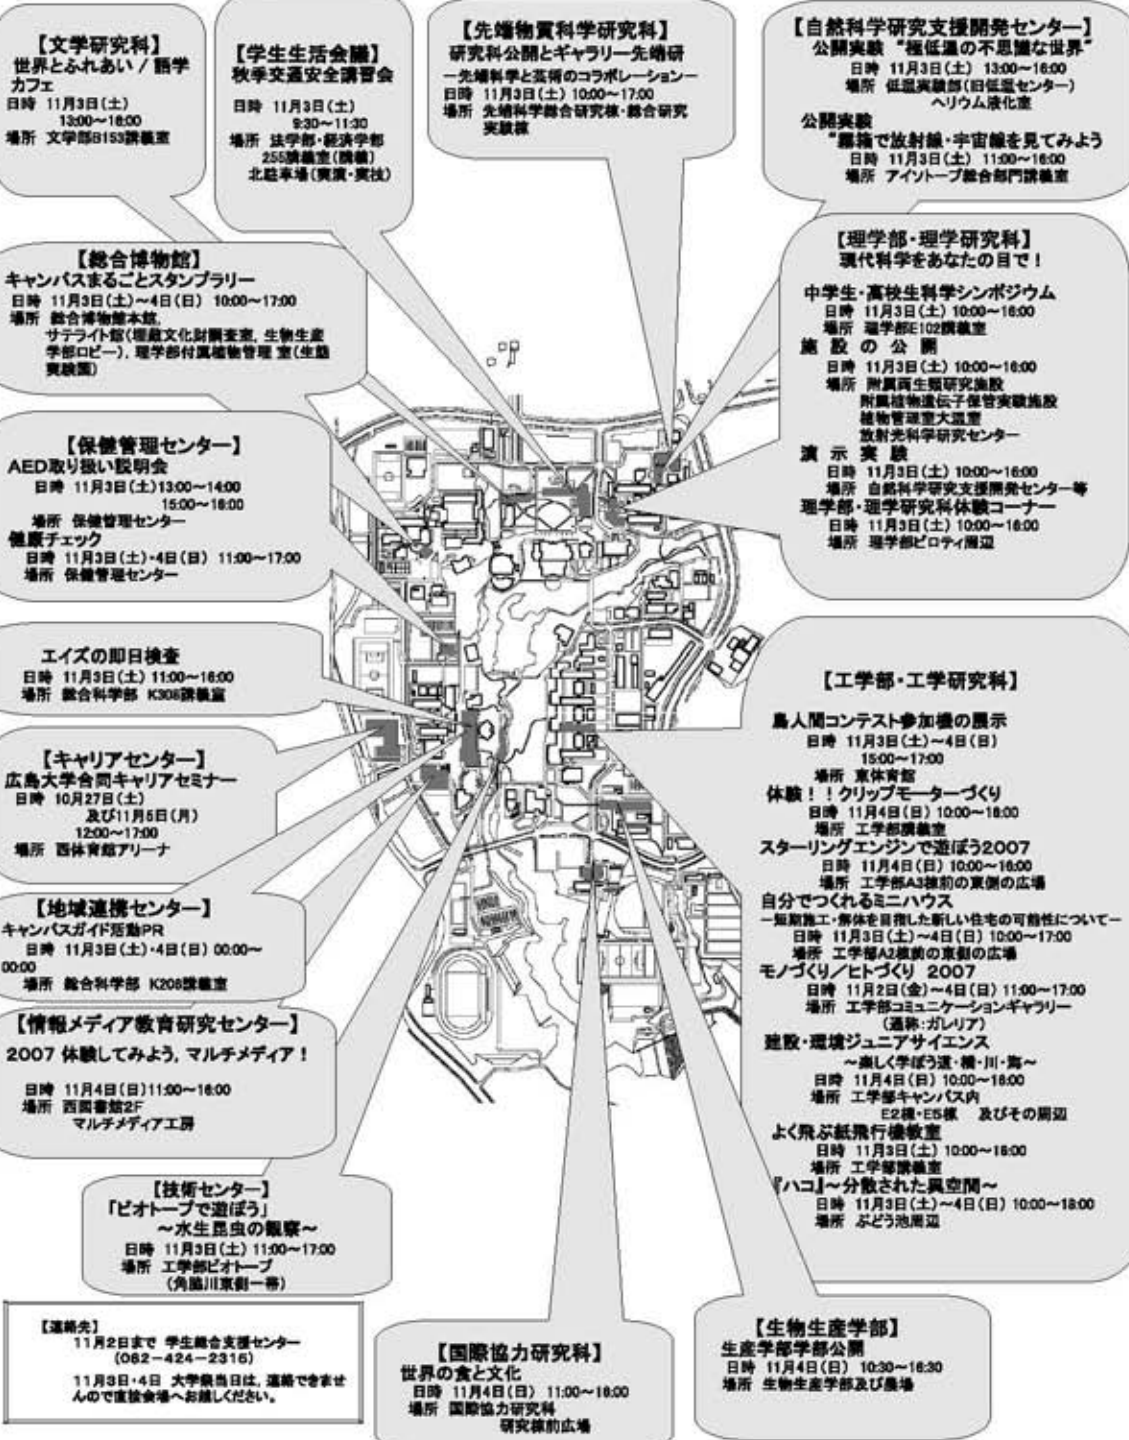 【文学研究科】
世界とふれあい / 語学
カフェ
日時 11月3日(土)
13:00～16:00
場所 文学部B153講義室
【学生生活会議】
秋季交通安全講習会
日時 11月3日(土)
9:30～11:30
場所 法学部・経済学部
255講義室(講義)
北駐車場(実演・実技)
【先端物質科学研究科】
研究科公開とギャラリー先端研
－先端科学と芸術のコラボレーション－
日時 11月3日(土) 10:00～17:00
場所 先端科学総合研究棟・総合研究
実験棟
【自然科学研究支援開発センター】
公開実験 “極低温の不思議な世界”
日時 11月3日(土) 13:00～16:00
場所 低温実験部(旧低温センター)
ヘリウム液化室
公開実験
“霧箱で放射線・宇宙線を見てみよう
日時 11月3日(土) 11:00～16:00
場所 アイソトープ総合部門講義室
【総合博物館】
キャンパスまるごとスタンプラリー
日時 11月3日(土)～4日(日) 10:00～17:00
場所 総合博物館本館,
サテライト館(埋蔵文化財調査室, 生物生産
学部ロビー), 理学部付属植物管理 室(生態
実験園)
【理学部・理学研究科】
現代科学をあなたの目で！
中学生・高校生科学シンポジウム
日時 11月3日(土) 10:00～16:00
場所 理学部E102講義室
施 設 の 公 開
日時 11月3日(土) 10:00～16:00
場所 附属両生類研究施設
附属植物遺伝子保管実験施設
植物管理室大温室
放射光科学研究センター
演 示 実 験
日時 11月3日(土) 10:00～16:00
場所 自然科学研究支援開発センター等
理学部・理学研究科体験コーナー
日時 11月3日(土) 10:00～16:00
場所 理学部ピロティ周辺
【保健管理センター】
AED取り扱い説明会
日時 11月3日(土)13:00～14:00
15:00～16:00
場所 保健管理センター
健康チェック
日時 11月3日(土)・4日(日) 11:00～17:00
場所 保健管理センター
エイズの即日検査
日時 11月3日(土) 11:00～16:00
場所 総合科学部 K308講義室
【キャリアセンター】
広島大学合同キャリアセミナー
日時 10月27日(土)
及び11月5日(月)
12:00～17:00
場所 西体育館アリーナ
【地域連携センター】
キャンパスガイド活動PR
日時 11月3日(土)・4日(日) 00:00～
00:00
場所 総合科学部 K208講義室
【情報メディア教育研究センター】
2007 体験してみよう, マルチメディア！
日時 11月4日(日)11:00～16:00
場所 西図書館2F
マルチメディア工房
【技術センター】
「ビオトープで遊ぼう」
～水生昆虫の観察～
日時 11月3日(土) 11:00～17:00
場所 工学部ビオトープ
(角脇川東側一帯)
【工学部・工学研究科】
鳥人間コンテスト参加機の展示
日時 11月3日(土)～4日(日)
15:00～17:00
場所 東体育館
体験！！クリップモーターづくり
日時 11月4日(日) 10:00～16:00
場所 工学部講義室
スターリングエンジンで遊ぼう2007
日時 11月4日(日) 10:00～16:00
場所 工学部A3棟前の東側の広場
自分でつくれるミニハウス
－短期施工・解体を目指した新しい住宅の可能性について－
日時 11月3日(土)～4日(日) 10:00～17:00
場所 工学部A2棟前の東側の広場
モノづくり／ヒトづくり 2007
日時 11月2日(金)～4日(日) 11:00～17:00
場所 工学部コミュニケーションギャラリー
(通称:ガレリア)
建設・環境ジュニアサイエンス
～楽しく学ぼう道・橋・川・海～
日時 11月4日(日) 10:00～16:00
場所 工学部キャンパス内
E2棟・E5棟 及びその周辺
よく飛ぶ紙飛行機教室
日時 11月3日(土) 10:00～16:00
場所 工学部講義室
『ハコ』～分散された異空間～
日時 11月3日(土)～4日(日) 10:00～18:00
場所 ぶどう池周辺
【連絡先】
11月2日まで 学生総合支援センター
(082－424－2315)
11月3日・4日 大学祭当日は, 連絡できませ
んので直接会場へお越しください。
【国際協力研究科】
世界の食と文化
日時 11月4日(日) 11:00～16:00
場所 国際協力研究科
研究棟前広場
【生物生産学部】
生産学部学部公開
日時 11月4日(日) 10:30～16:30
場所 生物生産学部及び農場